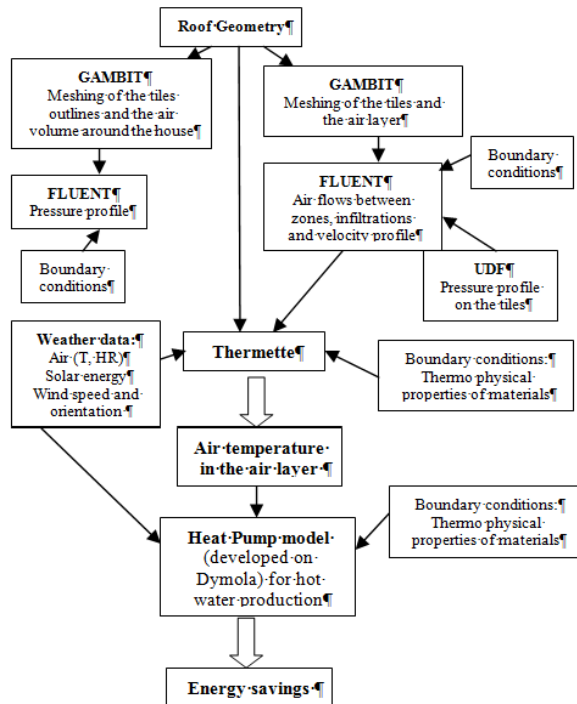 Roof·Geometry¶
GAMBIT¶
Meshing·of·the·tiles·
outlines·and·the·air·
volume·around·the·
house¶
GAMBIT¶
Meshing·of·the·tiles·and·
the·air·layer¶
Boundary·
conditions¶
FLUENT¶
Pressure·profile¶
FLUENT¶
Air·flows·between·
zones,·infiltrations·
and·velocity·profile¶
Boundary·
conditions¶
UDF¶
Pressure·profile·
on·the·tiles¶
Weather·data:¶
Air·(T,·HR)¶
Solar·energy¶
Wind·speed·and·
orientation·¶
Thermette¶
Boundary·conditions:¶
Thermo·physical·
properties·of·materials¶
Air·temperature·
in·the·air·layer¶
Heat·Pump·model·
(developed·on·
Dymola)·for·hot·
water·production¶
Boundary·conditions:¶
Thermo·physical·
properties·of·materials¶
Energy·savings·¶